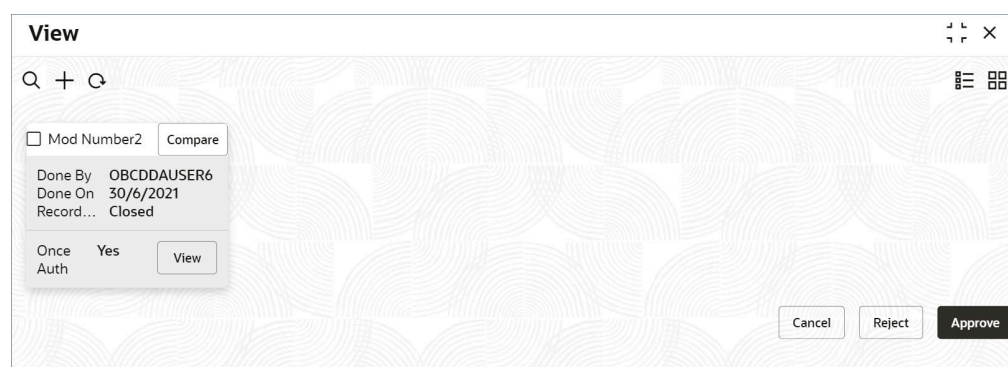 View
Mod Number2 Compare
Done By OBCDDAUSER6
Done On 30/6/2021
Record... Closed
Once Auth Yes View
Cancel Reject Approve